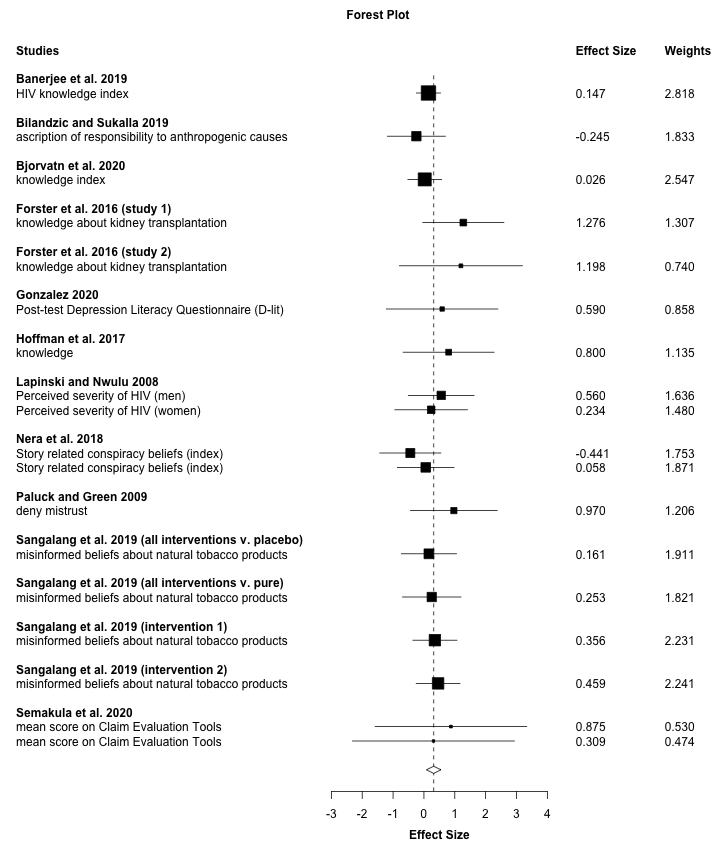 Forest Plot
Studies Effect Size Weights
Banerjee et al. 2019
HIV knowledge index 0.147 2.818
Bilandzic and Sukalla 2019
ascription of responsibility to anthropogenic causes -0.245 1.833
Bjorvatn et al. 2020
knowledge index 0.026 2.547
Forster et al. 2016 (study 1)
knowledge about kidney transplantation 1.276 1.307
Forster et al. 2016 (study 2)
knowledge about kidney transplantation 1.198 0.740
Gonzalez 2020
Post-test Depression Literacy Questionnaire (D-lit) 0.590 0.858
Hoffman et al. 2017
knowledge 0.800 1.135
Lapinski and Nwulu 2008
Perceived severity of HIV (men) 0.560 1.636
Perceived severity of HIV (women) 0.234 1.480
Nera et al. 2018
Story related conspiracy beliefs (index) -0.441 1.753
Story related conspiracy beliefs (index) 0.058 1.871
Paluck and Green 2009
deny mistrust 0.970 1.206
Sangalang et al. 2019 (all interventions v. placebo)
misinformed beliefs about natural tobacco products 0.161 1.911
Sangalang et al. 2019 (all interventions v. pure)
misinformed beliefs about natural tobacco products 0.253 1.821
Sangalang et al. 2019 (intervention 1)
misinformed beliefs about natural tobacco products 0.356 2.231
Sangalang et al. 2019 (intervention 2)
misinformed beliefs about natural tobacco products 0.459 2.241
Semakula et al. 2020
mean score on Claim Evaluation Tools 0.875 0.530
mean score on Claim Evaluation Tools 0.309 0.474
-3 -2 -1 0 1 2 3 4
Effect Size